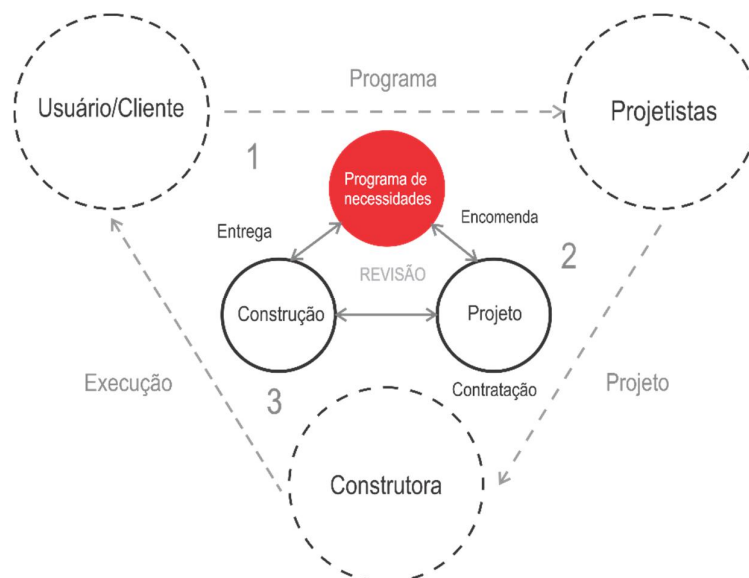 Programa
Usuário/Cliente
Projetistas
1
Programa de
necessidades
Entrega
Encomenda
2
REVISÃO
Construção
Projeto
Execução
3
Contratação
Projeto
Construtora